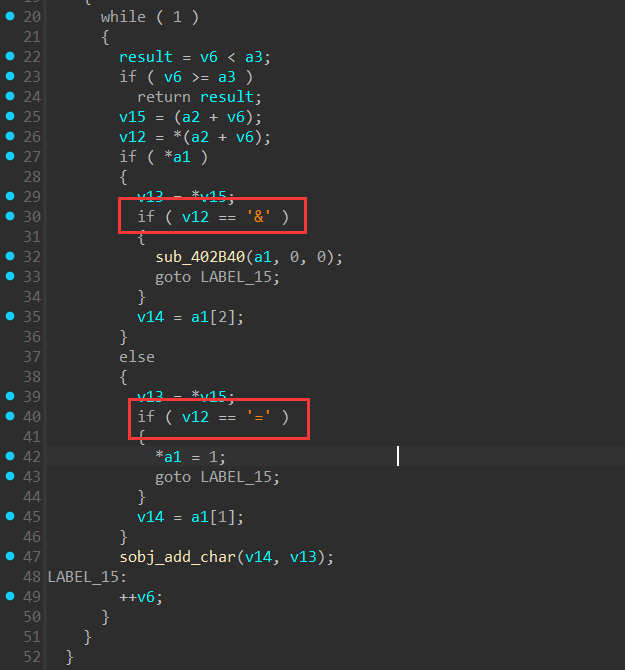 20 while ( 1 )
21 {
22 result = v6 < a3;
23 if ( v6 >= a3 )
24 return result;
25 v15 = (a2 + v6);
26 v12 = *(a2 + v6);
27 if ( *a1 )
28 {
29 v13 = *v15;
30 if ( v12 == '&' )
31 {
32 sub_402B40(a1, 0, 0);
33 goto LABEL_15;
34 }
35 v14 = a1[2];
36 }
37 else
38 {
39 v13 = *v15;
40 if ( v12 == '=' )
41 {
42 *a1 = 1;
43 goto LABEL_15;
44 }
45 v14 = a1[1];
46 }
47 sobj_add_char(v14, v13);
48 LABEL_15:
49 ++v6;
50 }
51 }
52 }